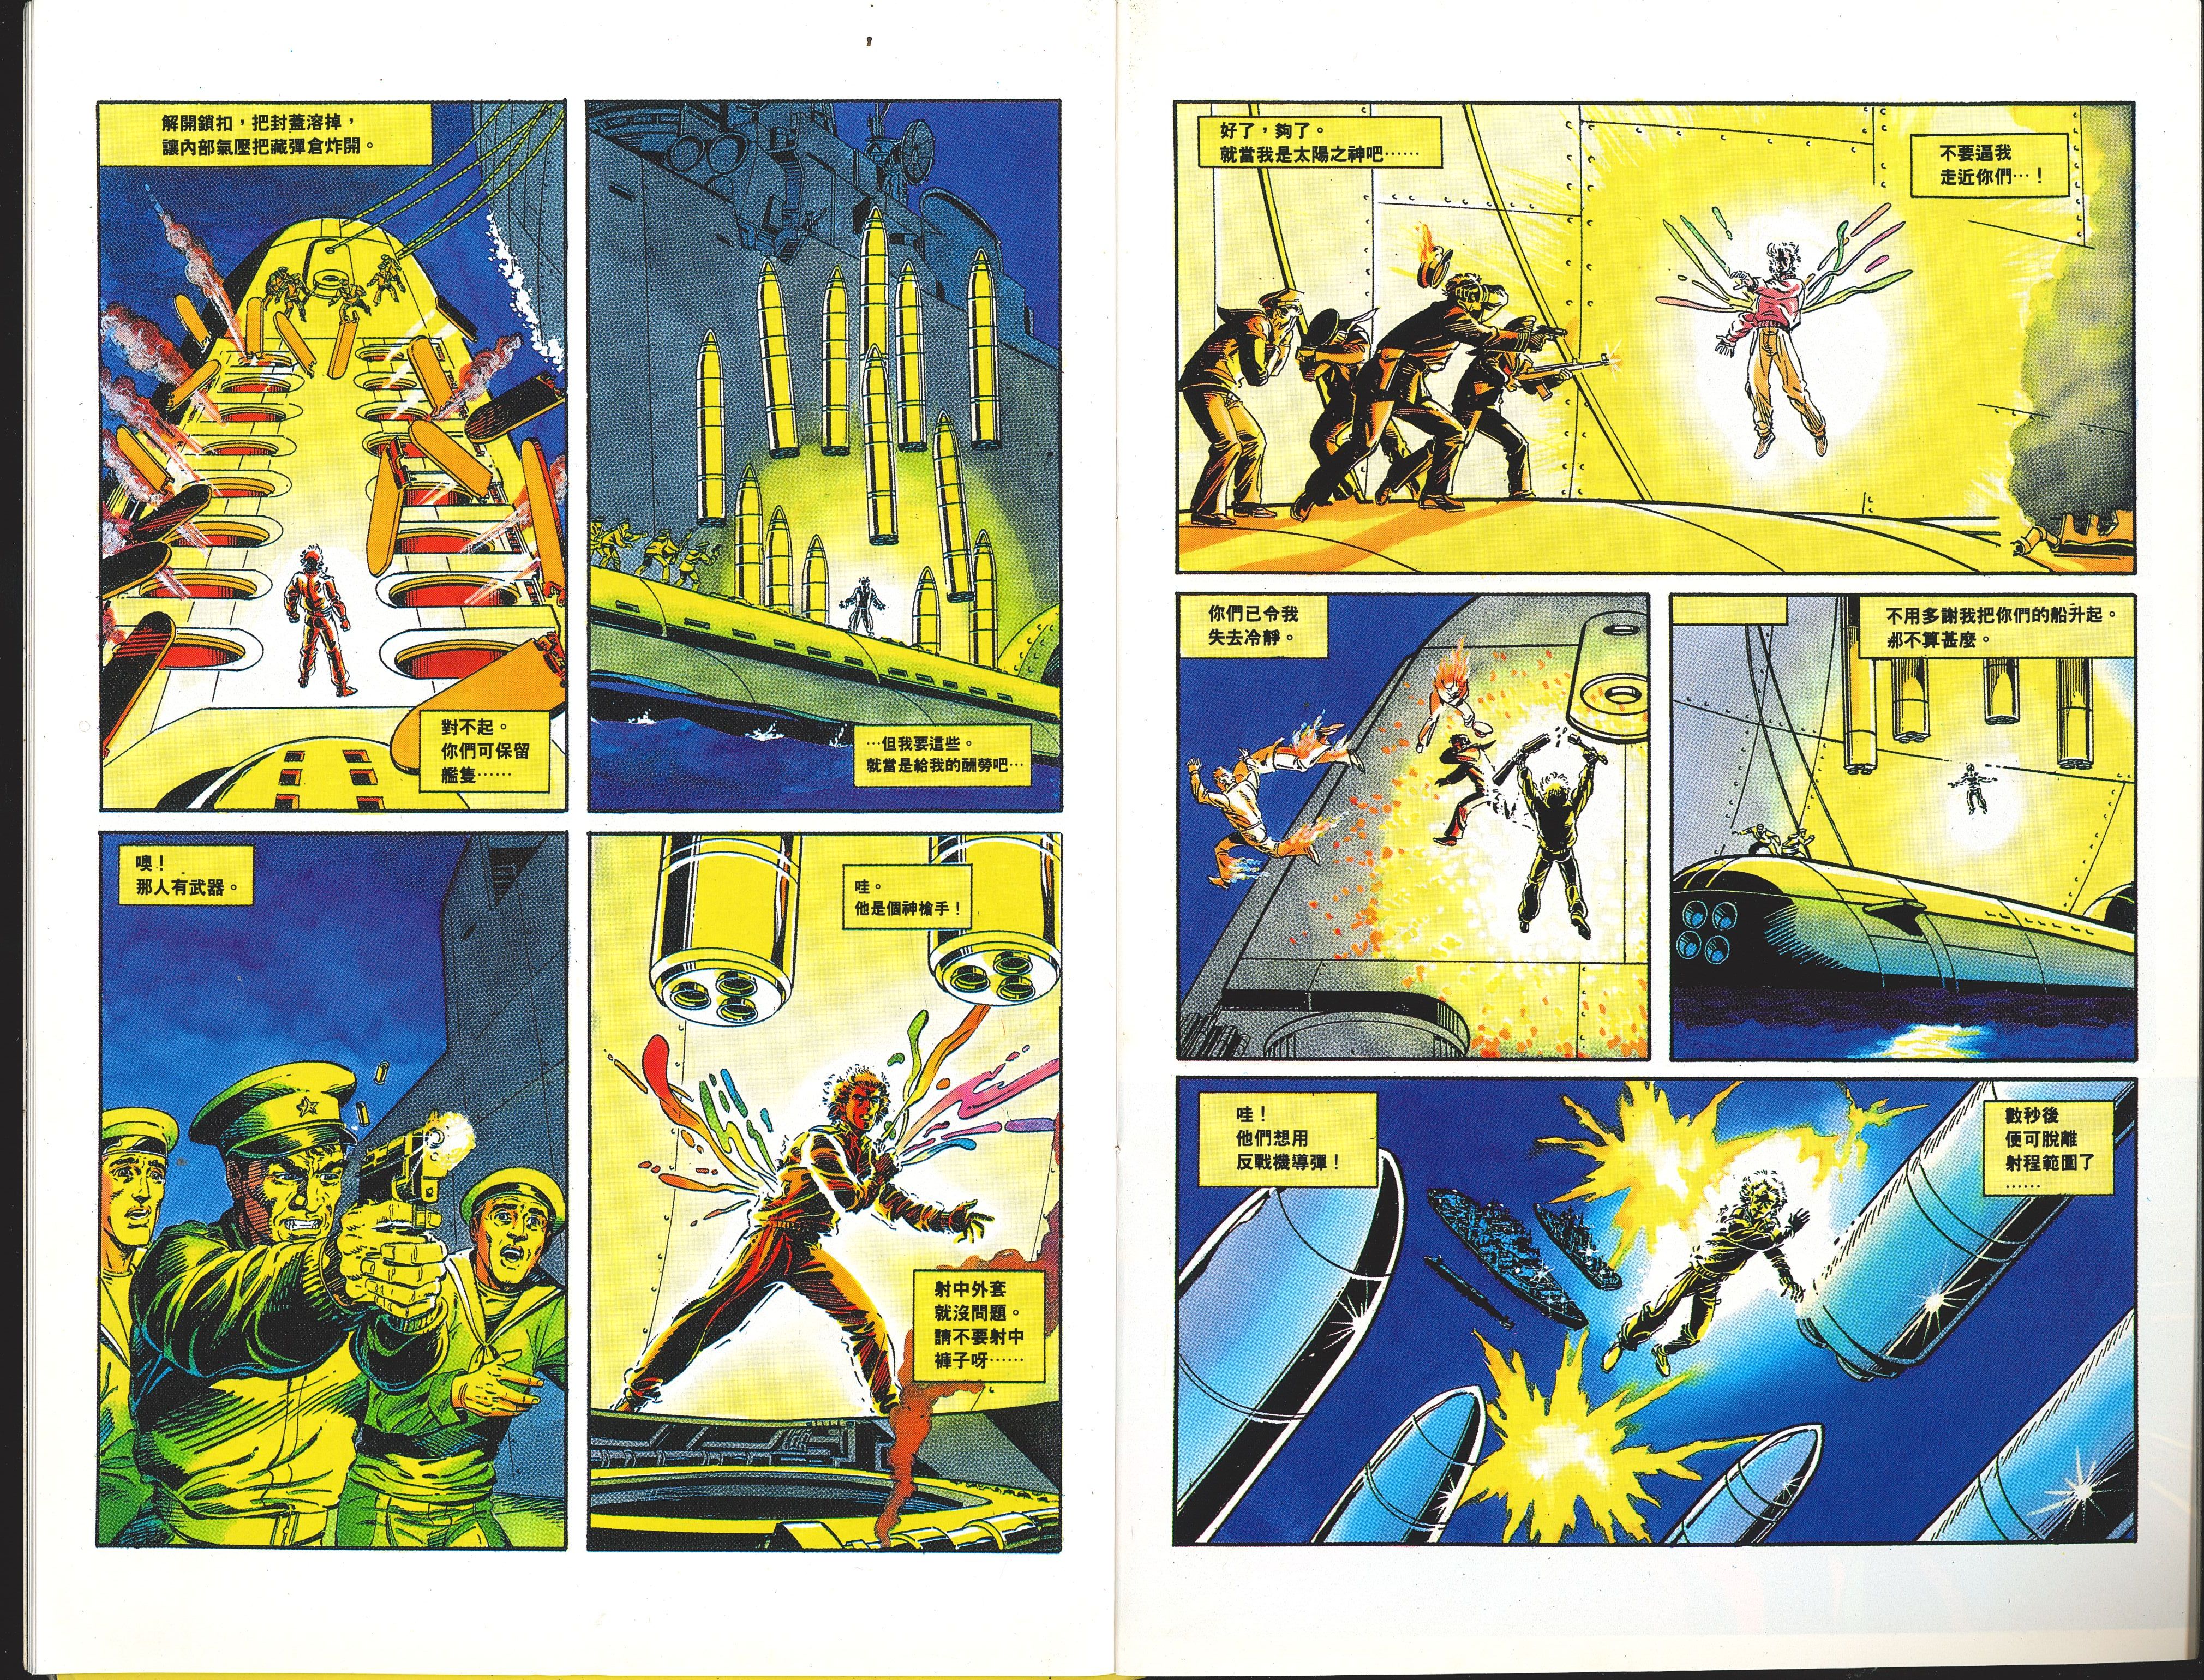 解開鎖扣，把封蓋溶掉，
讓內部氣壓把藏彈倉炸開。
對不起。
你們可保留
艦隻……
…但我要這些。
就當是給我的酬勞吧…
噢！
那人有武器。
哇。
他是個神槍手！
射中外套
就沒問題。
請不要射中
褲子呀……
好了，夠了。
就當我是太陽之神吧……
不要逼我
走近你們…！
你們已令我
失去冷靜。
不用多謝我把你們的船升起。
那不算甚麼。
哇！
他們想用
反戰機導彈！
數秒後
便可脫離
射程範圍了
……